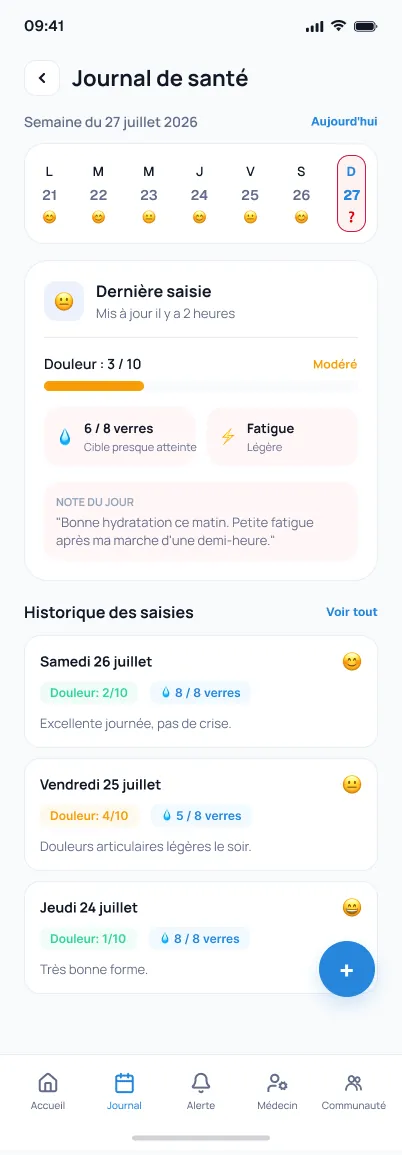 09:41
Journal de santé
Semaine du 27 juillet 2026
Aujourd'hui
L M M J V S D
21 22 23 24 25 26 27
?
Dernière saisie
Mis à jour il y a 2 heures
Douleur : 3 / 10
Modéré
6 / 8 verres
Cible presque atteinte
Fatigue
Légère
NOTE DU JOUR
"Bonne hydratation ce matin. Petite fatigue
après ma marche d'une demi-heure."
Historique des saisies
Voir tout
Samedi 26 juillet
Douleur: 2/10
8 / 8 verres
Excellente journée, pas de crise.
Vendredi 25 juillet
Douleur: 4/10
5 / 8 verres
Douleurs articulaires légères le soir.
Jeudi 24 juillet
Douleur: 1/10
8 / 8 verres
Très bonne forme.
+
Accueil
Journal
Alerte
Médecin
Communauté